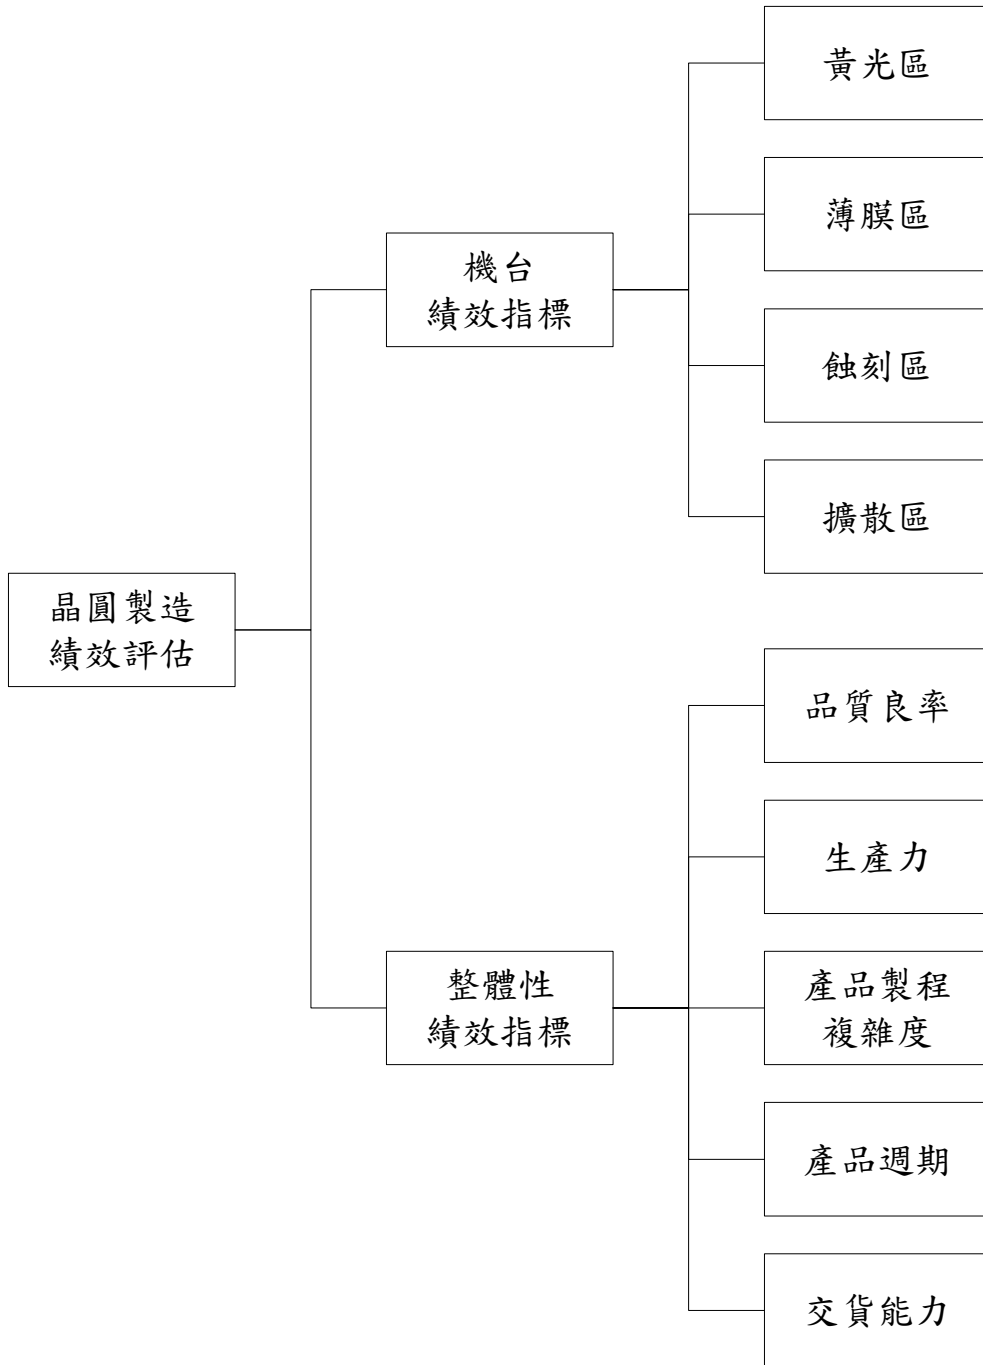 晶圓製造
績效評估
機台
績效指標
黃光區
薄膜區
蝕刻區
擴散區
整體性
績效指標
品質良率
生產力
產品製程
複雜度
產品週期
交貨能力